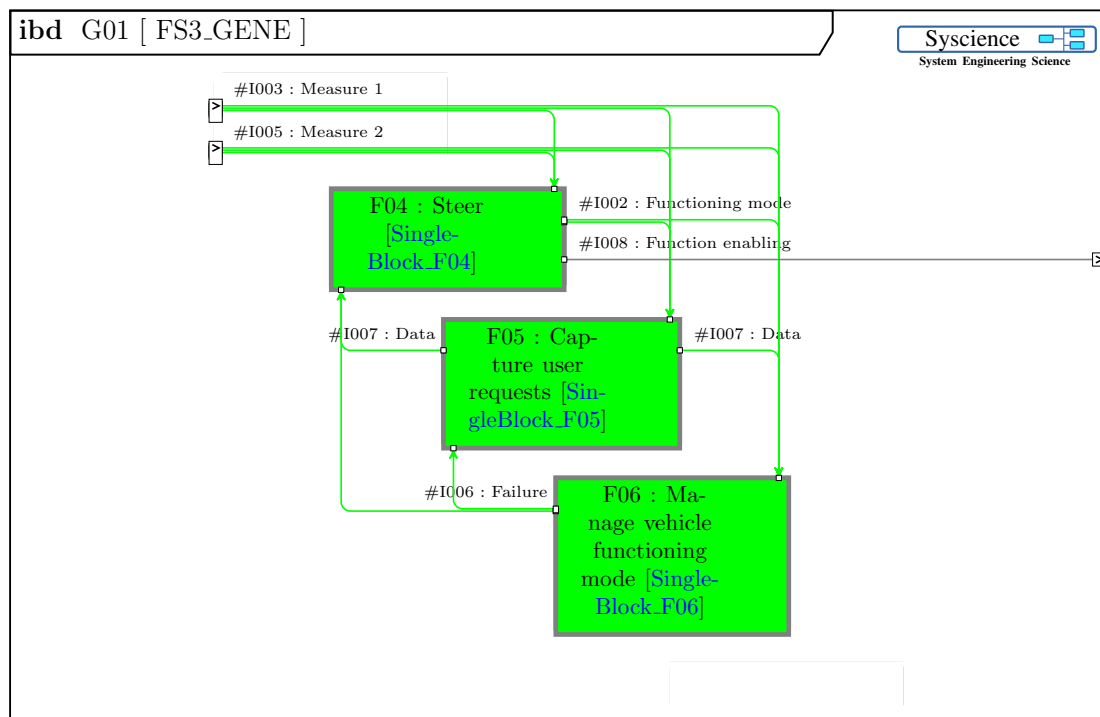 ibd G01 [ FS3_GENE ]
Syscience
System Engineering Science
#I003 : Measure 1
#I005 : Measure 2
F04 : Steer
[Single-
Block_F04]
#I002 : Functioning mode
#I008 : Function enabling
#I007 : Data
F05 : Cap-
ture user
requests [Sin-
gleBlock_F05]
#I007 : Data
#I006 : Failure
F06 : Ma-
nage vehicle
functioning
mode [Single-
Block_F06]